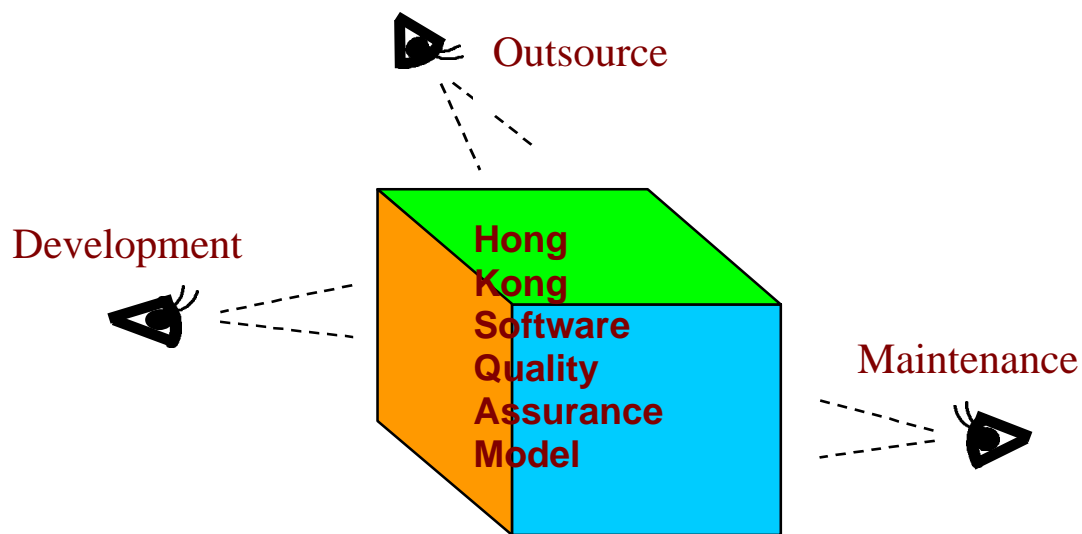 Outsource
Development
Hong
Kong
Software
Quality
Assurance
Model
Maintenance